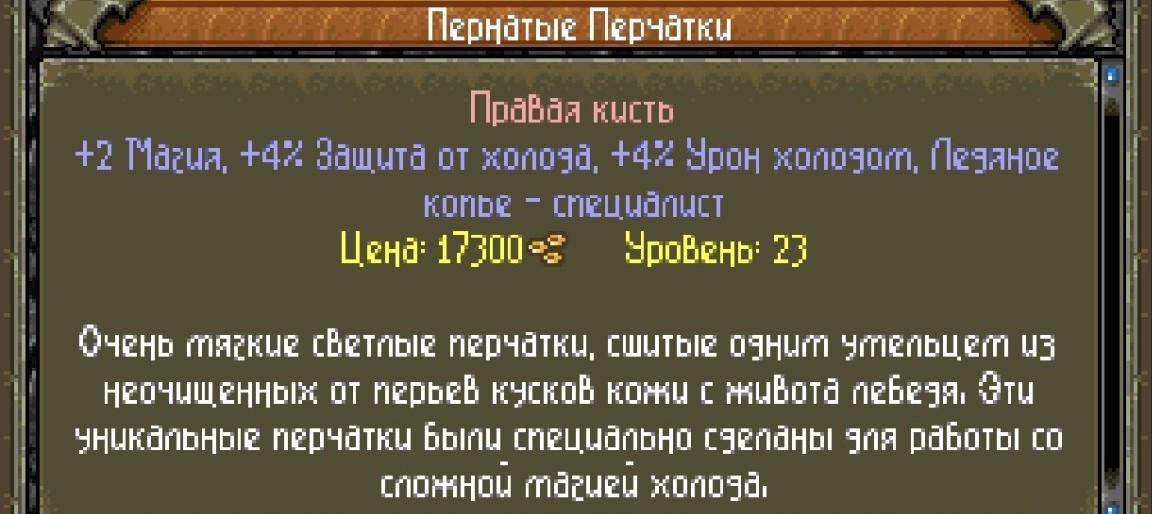 Пернатые Перчатки
Правая кисть
+2 Магия, +4% Защита от холода, +4% Урон холодом, Ледяное
копье - специалист
Цена: 17300 Уровень: 23
Очень мягкие светлые перчатки, сшитые одним умельцем из
неочищенных от перьев кусков кожи с живота лебедя. Эти
уникальные перчатки были специально сделаны для работы со
сложной магией холода.